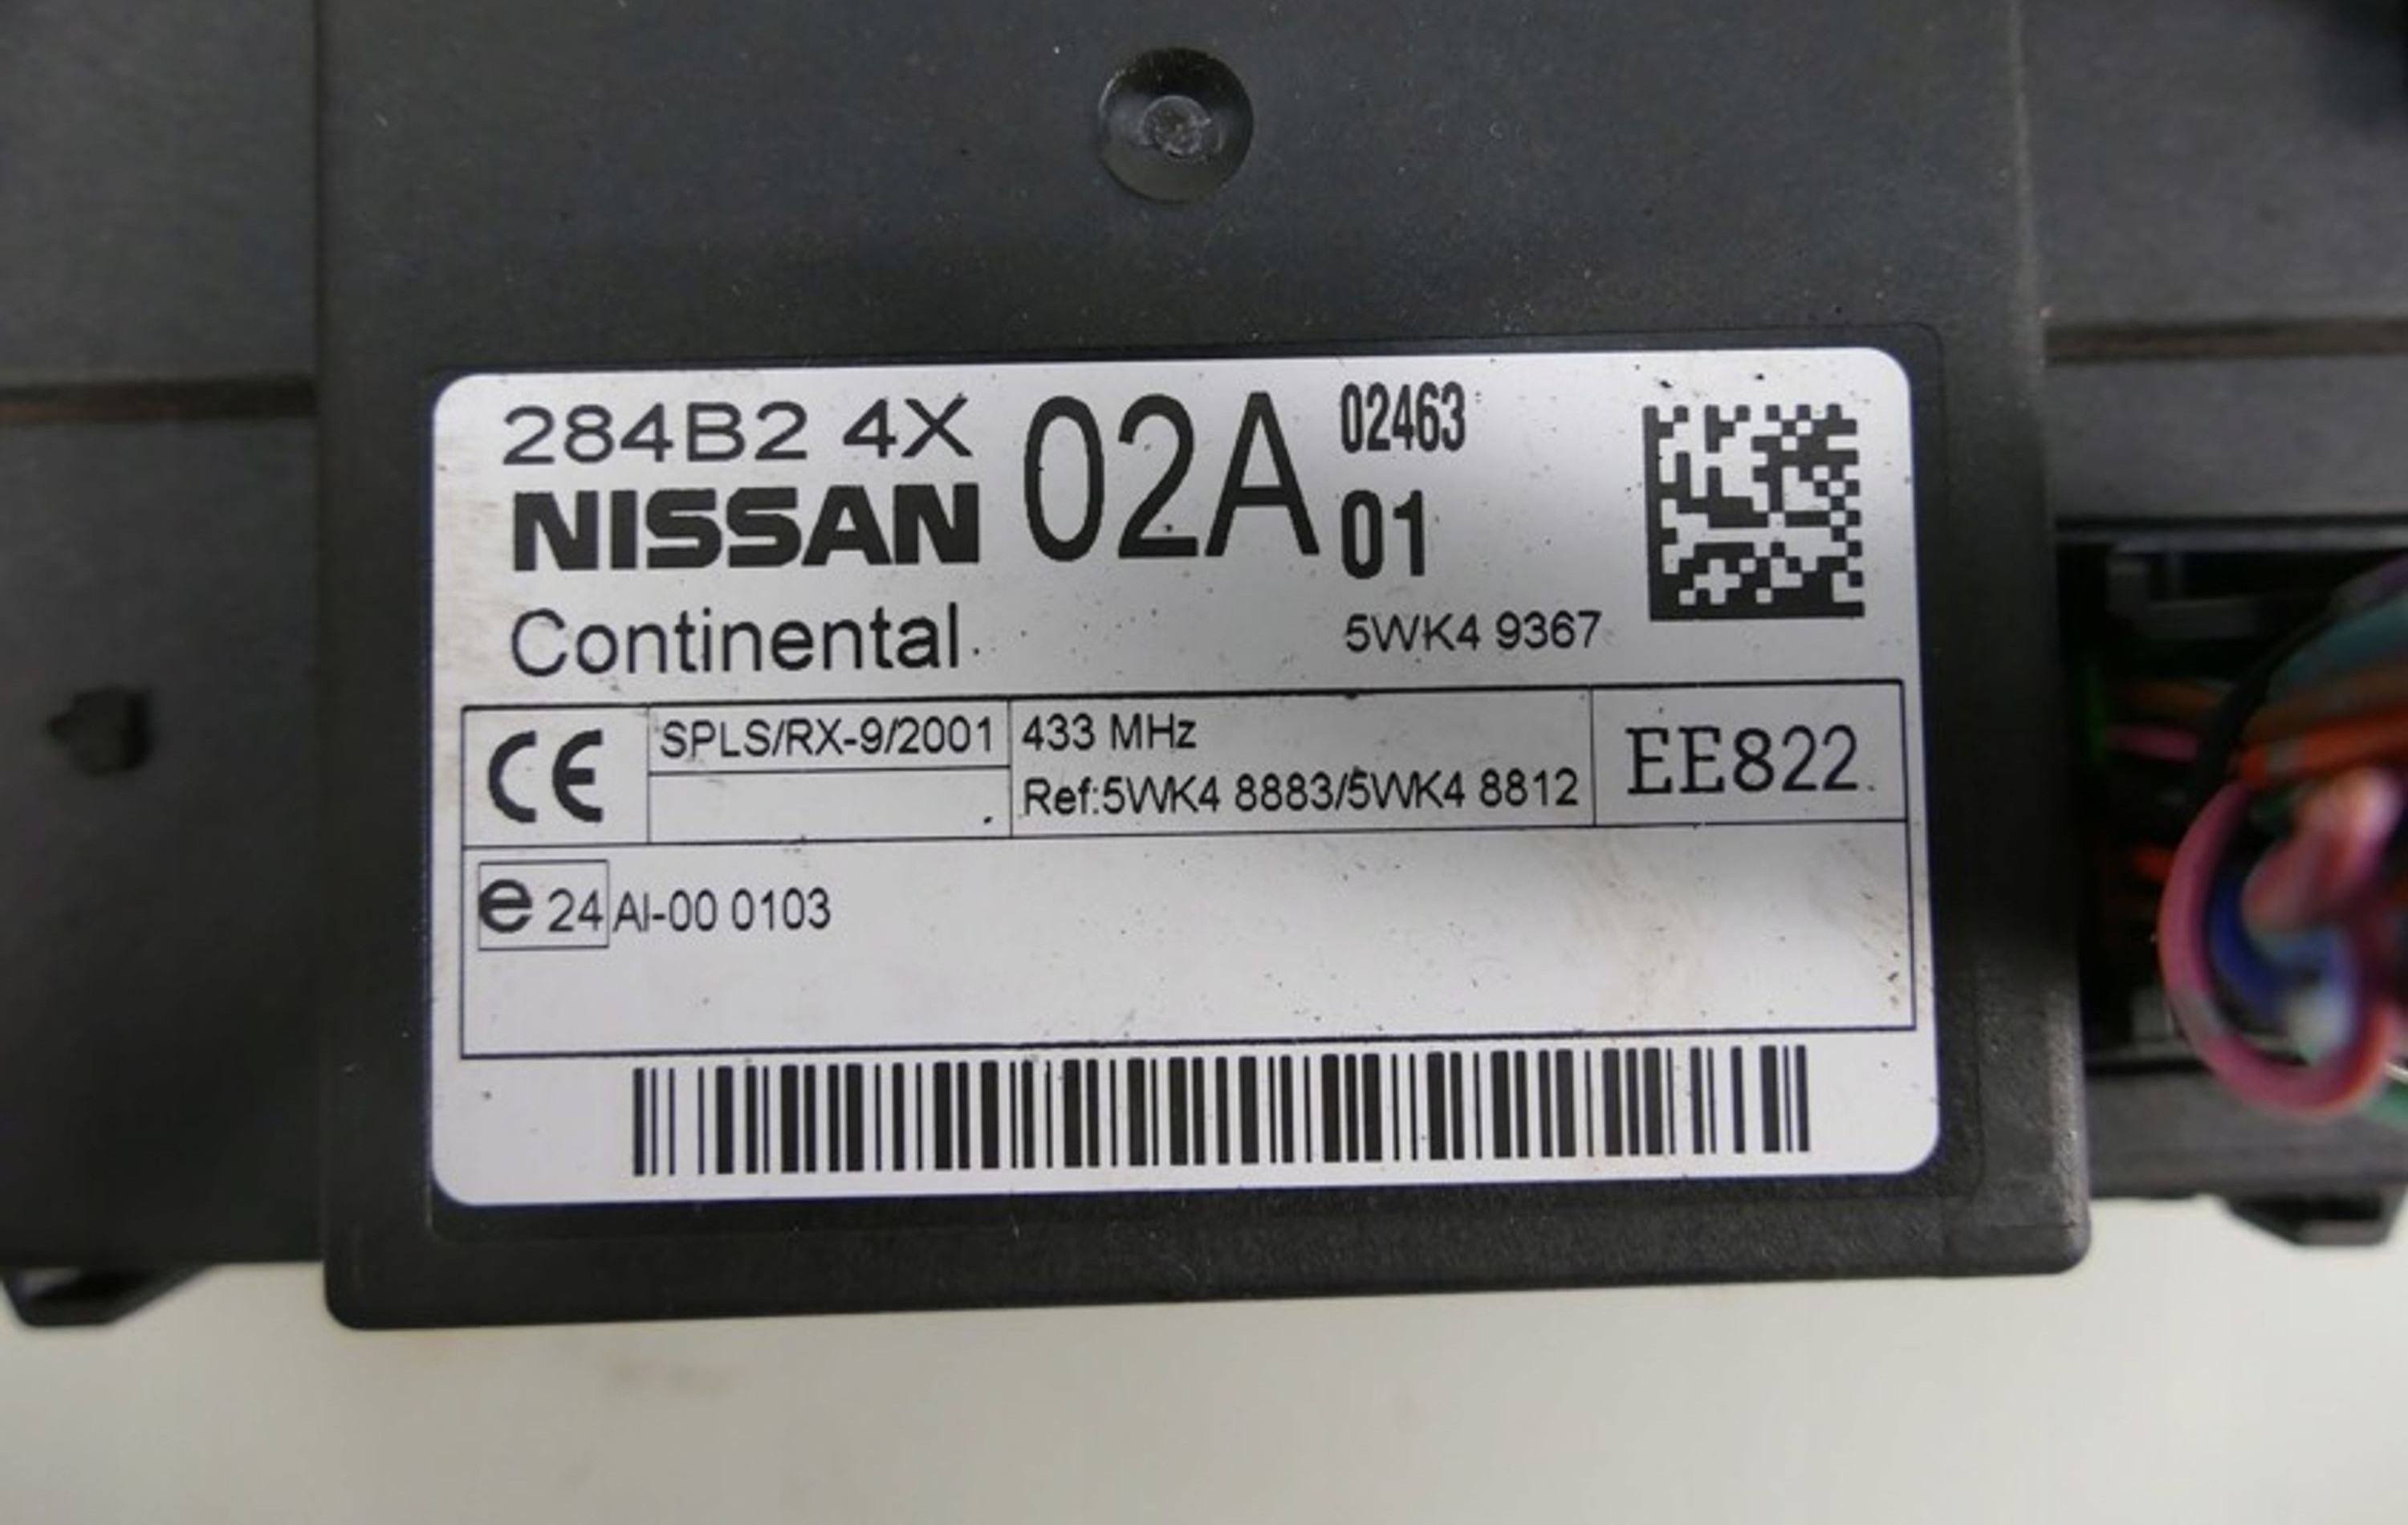 284B2 4X 02A 02463
NISSAN 01
Continental 5WK4 9367
CE SPLS/RX-9/2001 433 MHz EE822
Ref:5WK4 8883/5WK4 8812
e 24 AI-00 0103